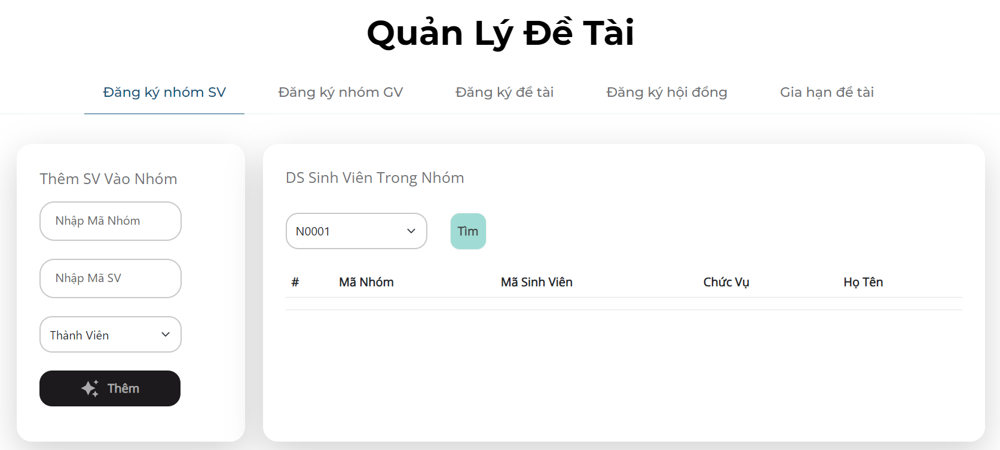 Quản Lý Đề Tài
Đăng ký nhóm SV Đăng ký nhóm GV Đăng ký đề tài Đăng ký hội đồng Gia hạn đề tài
Thêm SV Vào Nhóm
Nhập Mã Nhóm
Nhập Mã SV
Thành Viên
Thêm
DS Sinh Viên Trong Nhóm
N0001 Tìm
# Mã Nhóm Mã Sinh Viên Chức Vụ Họ Tên